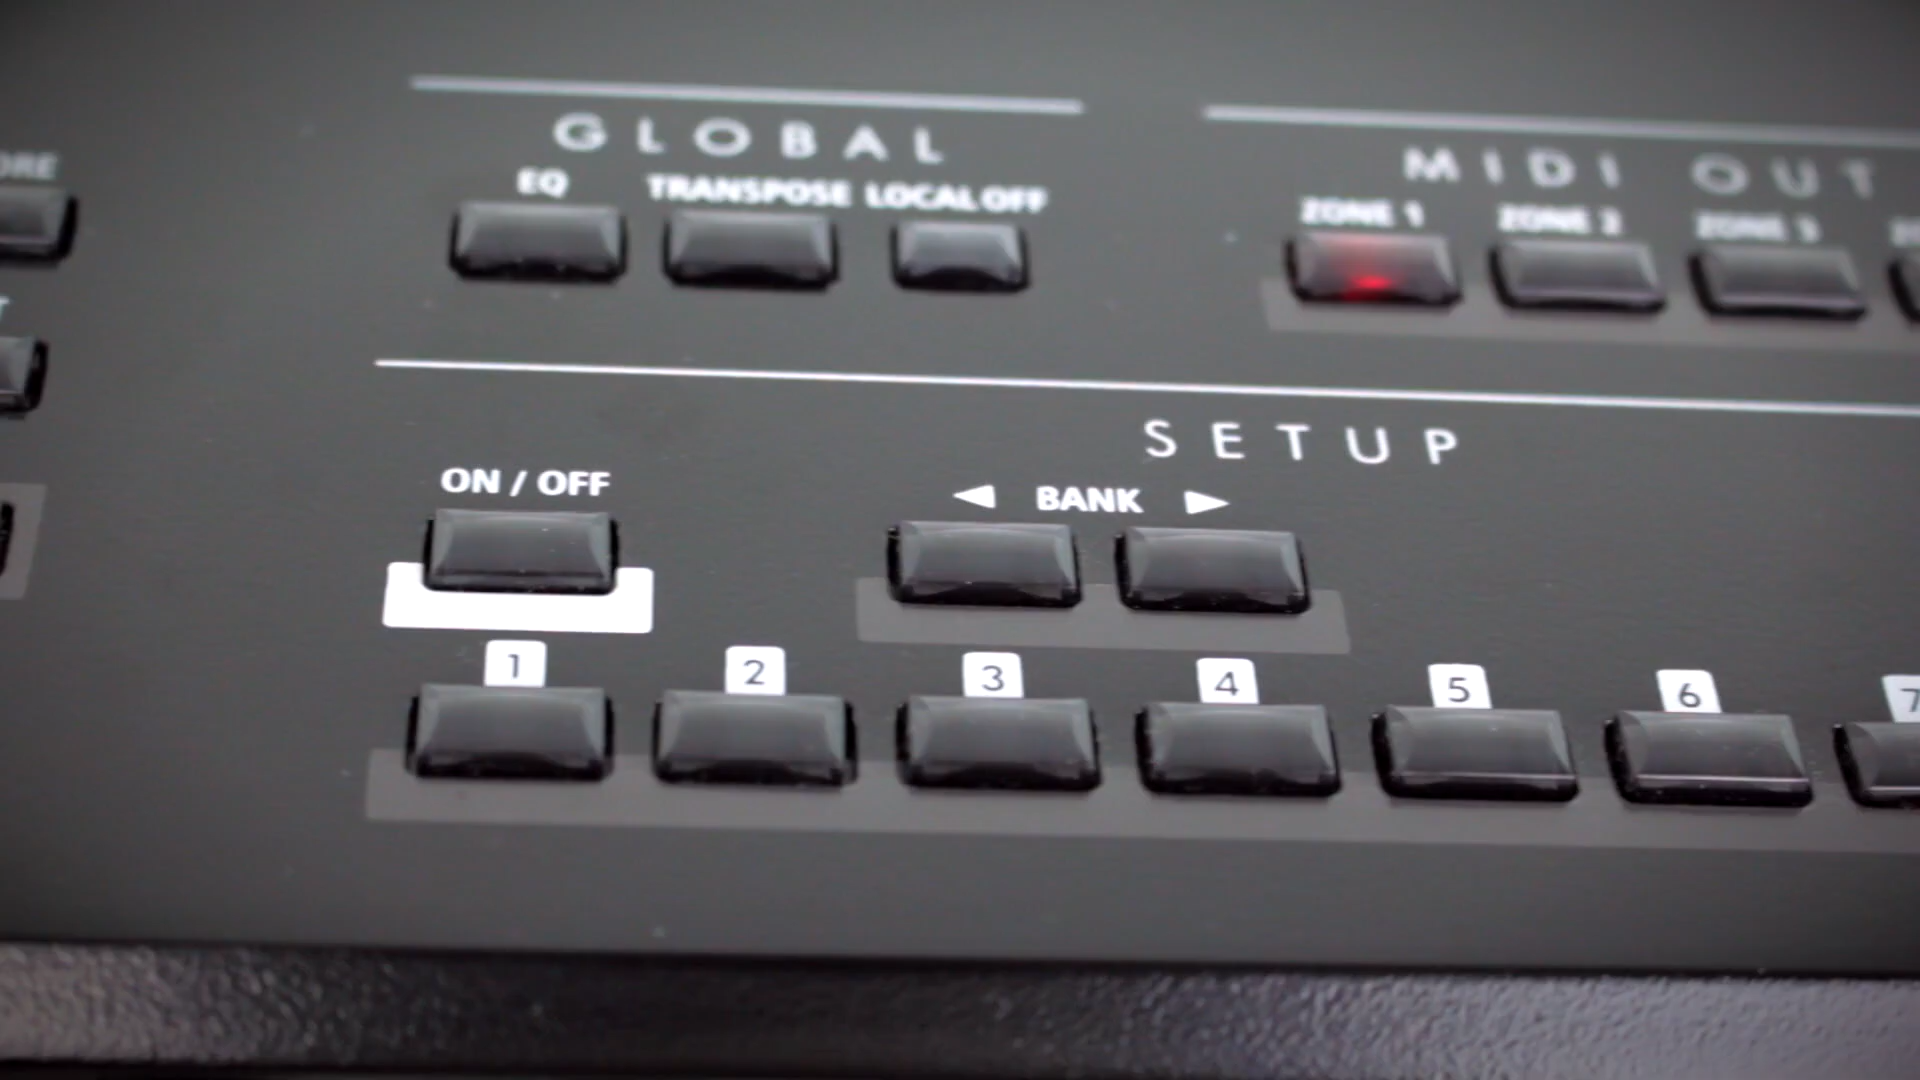 GLOBAL
MIDI OUT
ORE
EQ TRANSPOSE LOCAL OFF
ZONE 1 ZONE 2 ZONE 3
SETUP
ON / OFF
◀ BANK ▶
1 2 3 4 5 6 7